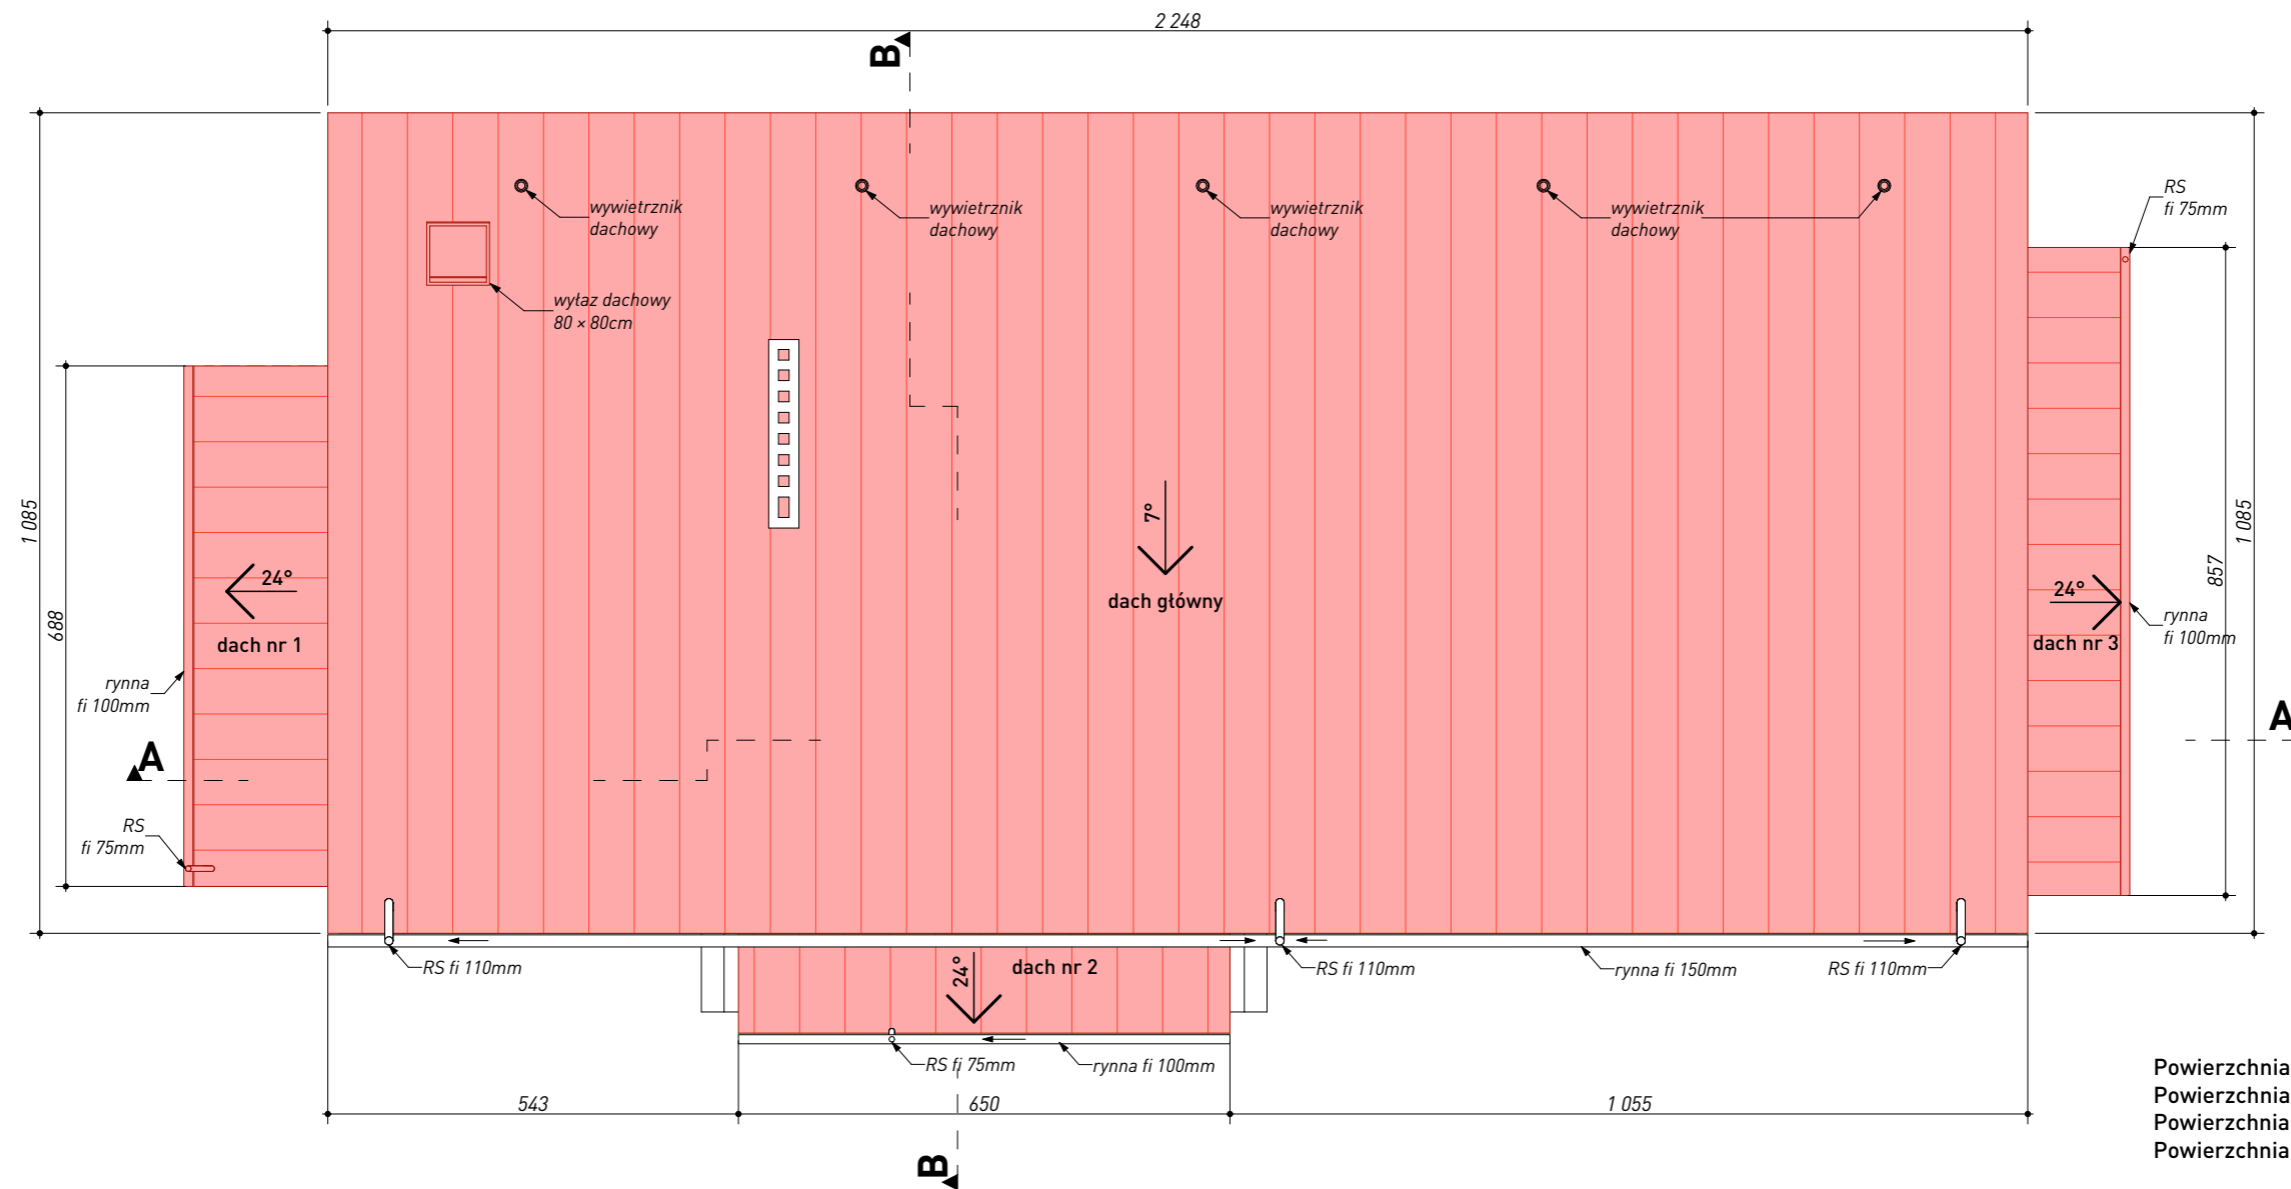 2 248
B
wywietrznik
dachowy
wywietrznik
dachowy
wywietrznik
dachowy
wywietrznik
dachowy
RS
fi 75mm
wyłaz dachowy
80 × 80cm
1 085
688
24°
dach nr 1
rynna
fi 100mm
A
RS
fi 75mm
7°
dach główny
24°
dach nr 3
857
1 085
rynna
fi 100mm
A
RS fi 110mm
24°
dach nr 2
RS fi 110mm
rynna fi 150mm
RS fi 110mm
RS fi 75mm
rynna fi 100mm
543
650
1 055
B
Powierzchnia
Powierzchnia
Powierzchnia
Powierzchnia